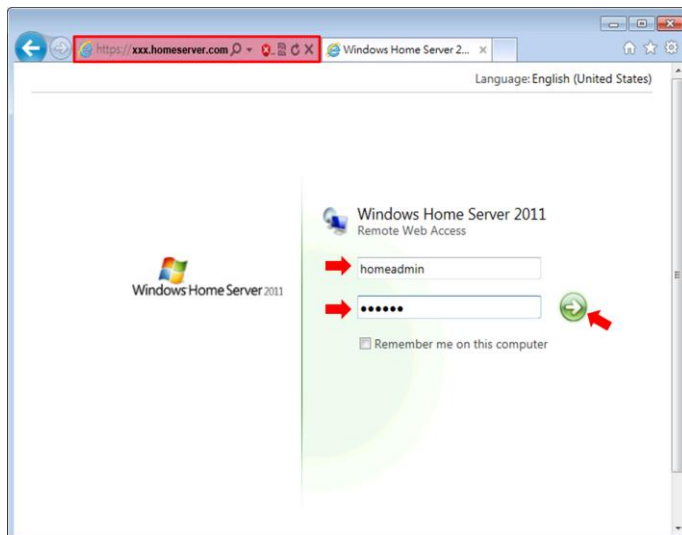 https://xxx.homeserver.com
Windows Home Server 2...
Language: English (United States)
Windows Home Server 2011
Remote Web Access
homeadmin
••••••
Windows Home Server 2011
Remember me on this computer